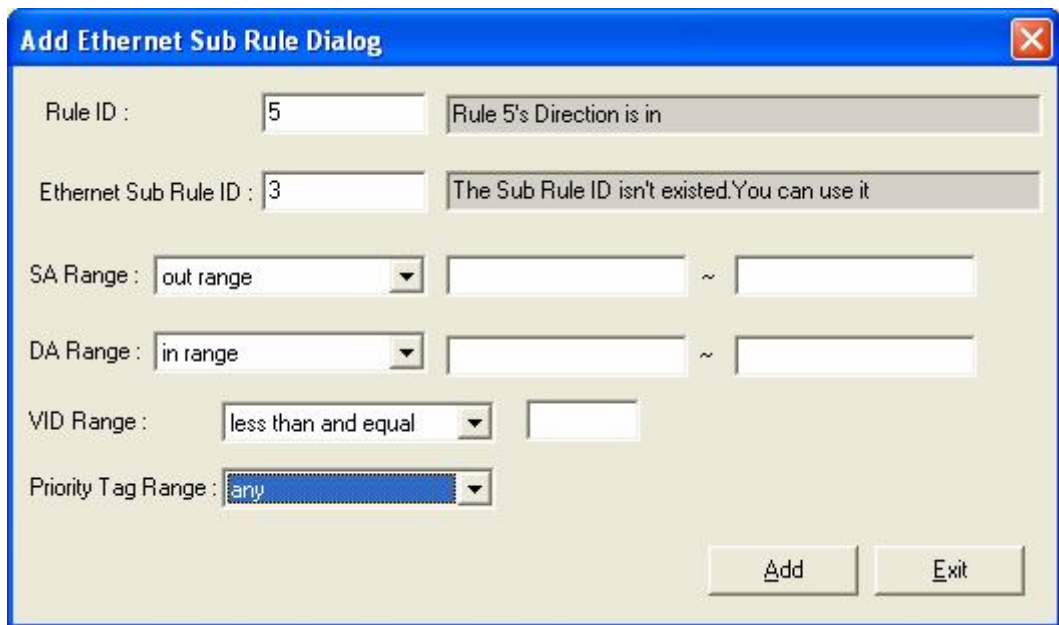 Add Ethernet Sub Rule Dialog
Rule ID : 5 Rule 5's Direction is in
Ethernet Sub Rule ID : 3 The Sub Rule ID isn't existed.You can use it
SA Range : out range ~
DA Range : in range ~
VID Range : less than and equal
Priority Tag Range : any
Add Exit